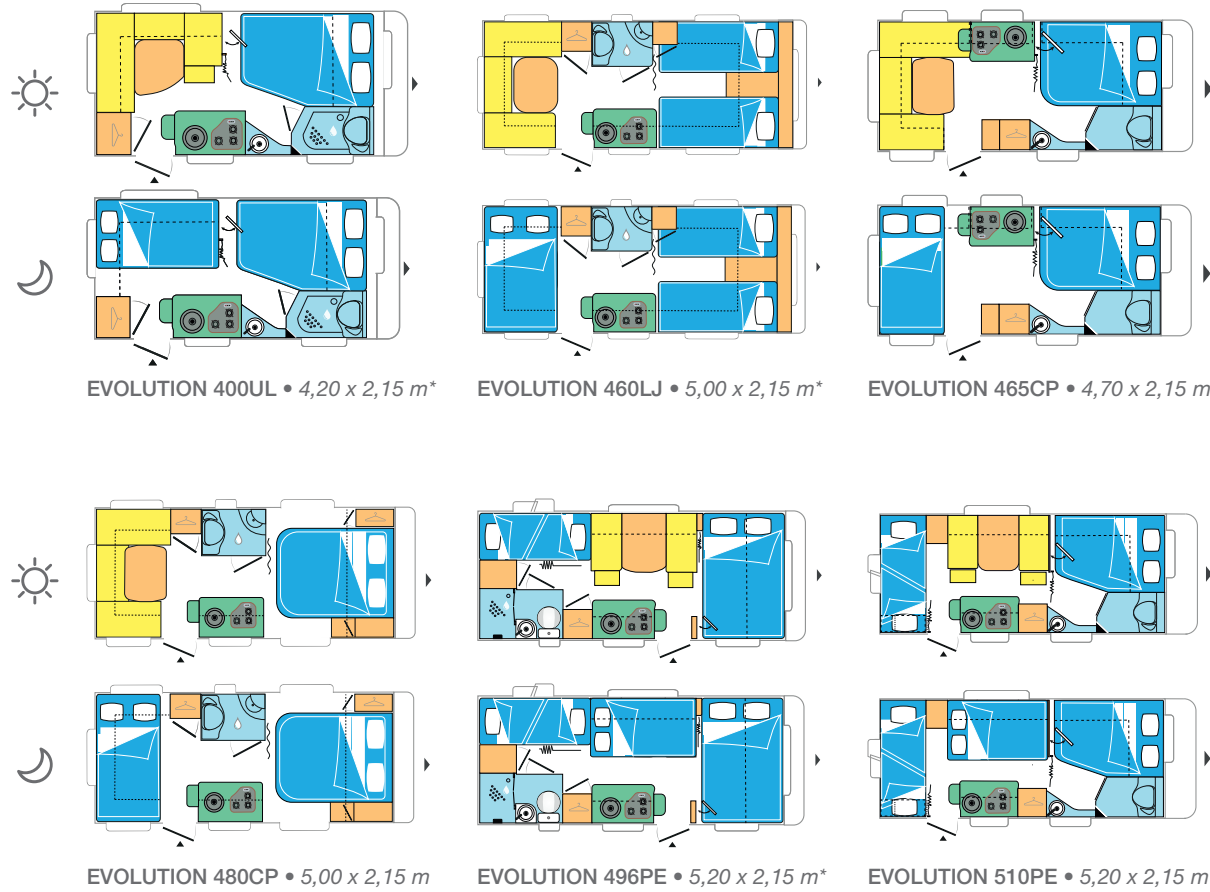 EVOLUTION 400UL • 4,20 x 2,15 m*
EVOLUTION 460LJ • 5,00 x 2,15 m*
EVOLUTION 465CP • 4,70 x 2,15 m
EVOLUTION 480CP • 5,00 x 2,15 m
EVOLUTION 496PE • 5,20 x 2,15 m*
EVOLUTION 510PE • 5,20 x 2,15 m